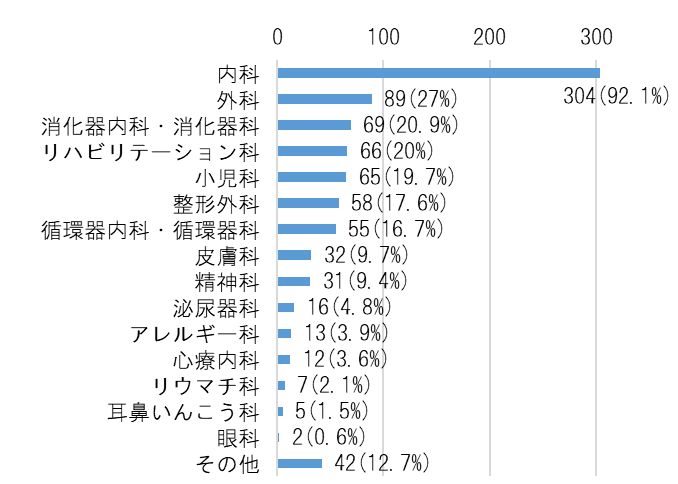 0 100 200 300
内科 304(92.1%)
外科 89(27%)
消化器内科・消化器科 69(20.9%)
リハビリテーション科 66(20%)
小児科 65(19.7%)
整形外科 58(17.6%)
循環器内科・循環器科 55(16.7%)
皮膚科 32(9.7%)
精神科 31(9.4%)
泌尿器科 16(4.8%)
アレルギー科 13(3.9%)
心療内科 12(3.6%)
リウマチ科 7(2.1%)
耳鼻いんこう科 5(1.5%)
眼科 2(0.6%)
その他 42(12.7%)